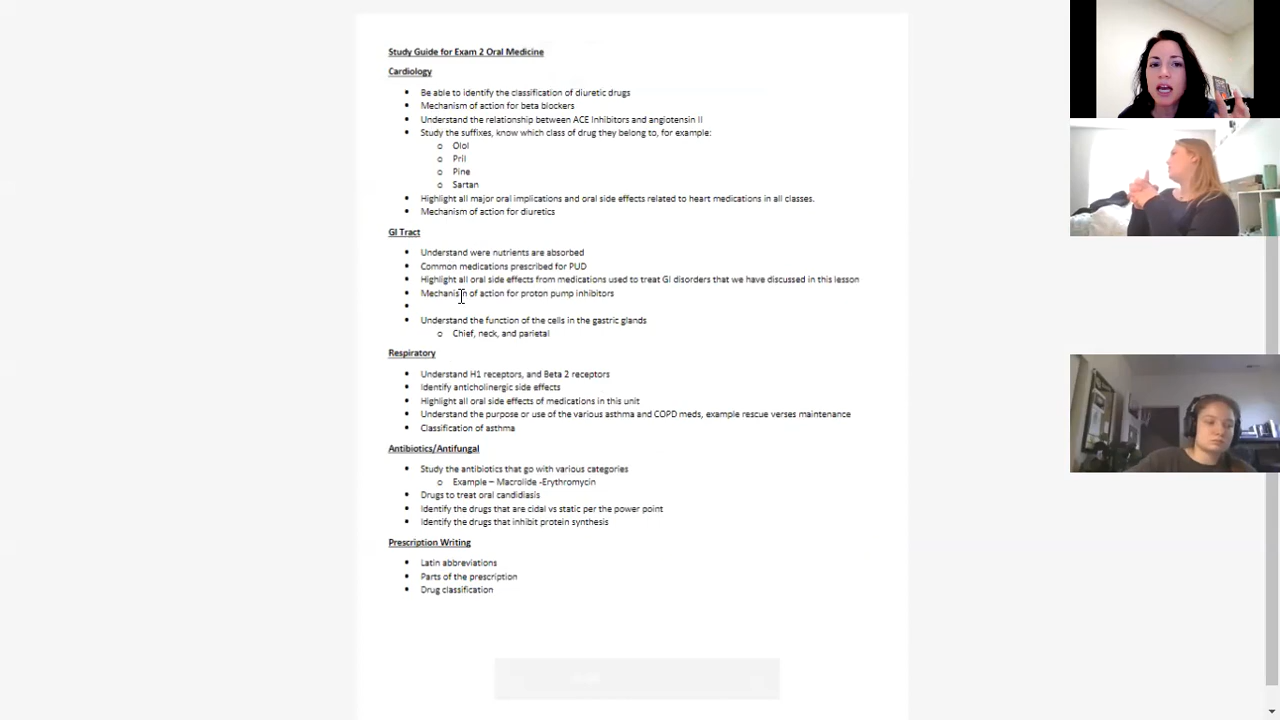 Study Guide for Exam 2 Oral Medicine
Cardiology
• Be able to identify the classification of diuretic drugs
• Mechanism of action for beta blockers
• Understand the relationship between ACE Inhibitors and angiotensin II
• Study the suffixes, know which class of drug they belong to, for example:
o Olol
o Pril
o Pine
o Sartan
• Highlight all major oral implications and oral side effects related to heart medications in all classes.
• Mechanism of action for diuretics
GI Tract
• Understand were nutrients are absorbed
• Common medications prescribed for PUD
• Highlight all oral side effects from medications used to treat GI disorders that we have discussed in this lesson
• Mechanism of action for proton pump inhibitors
•
• Understand the function of the cells in the gastric glands
o Chief, neck, and parietal
Respiratory
• Understand H1 receptors, and Beta 2 receptors
• Identify anticholinergic side effects
• Highlight all oral side effects of medications in this unit
• Understand the purpose or use of the various asthma and COPD meds, example rescue verses maintenance
• Classification of asthma
Antibiotics/Antifungal
• Study the antibiotics that go with various categories
o Example – Macrolide -Erythromycin
• Drugs to treat oral candidiasis
• Identify the drugs that are cidal vs static per the power point
• Identify the drugs that inhibit protein synthesis
Prescription Writing
• Latin abbreviations
• Parts of the prescription
• Drug classification